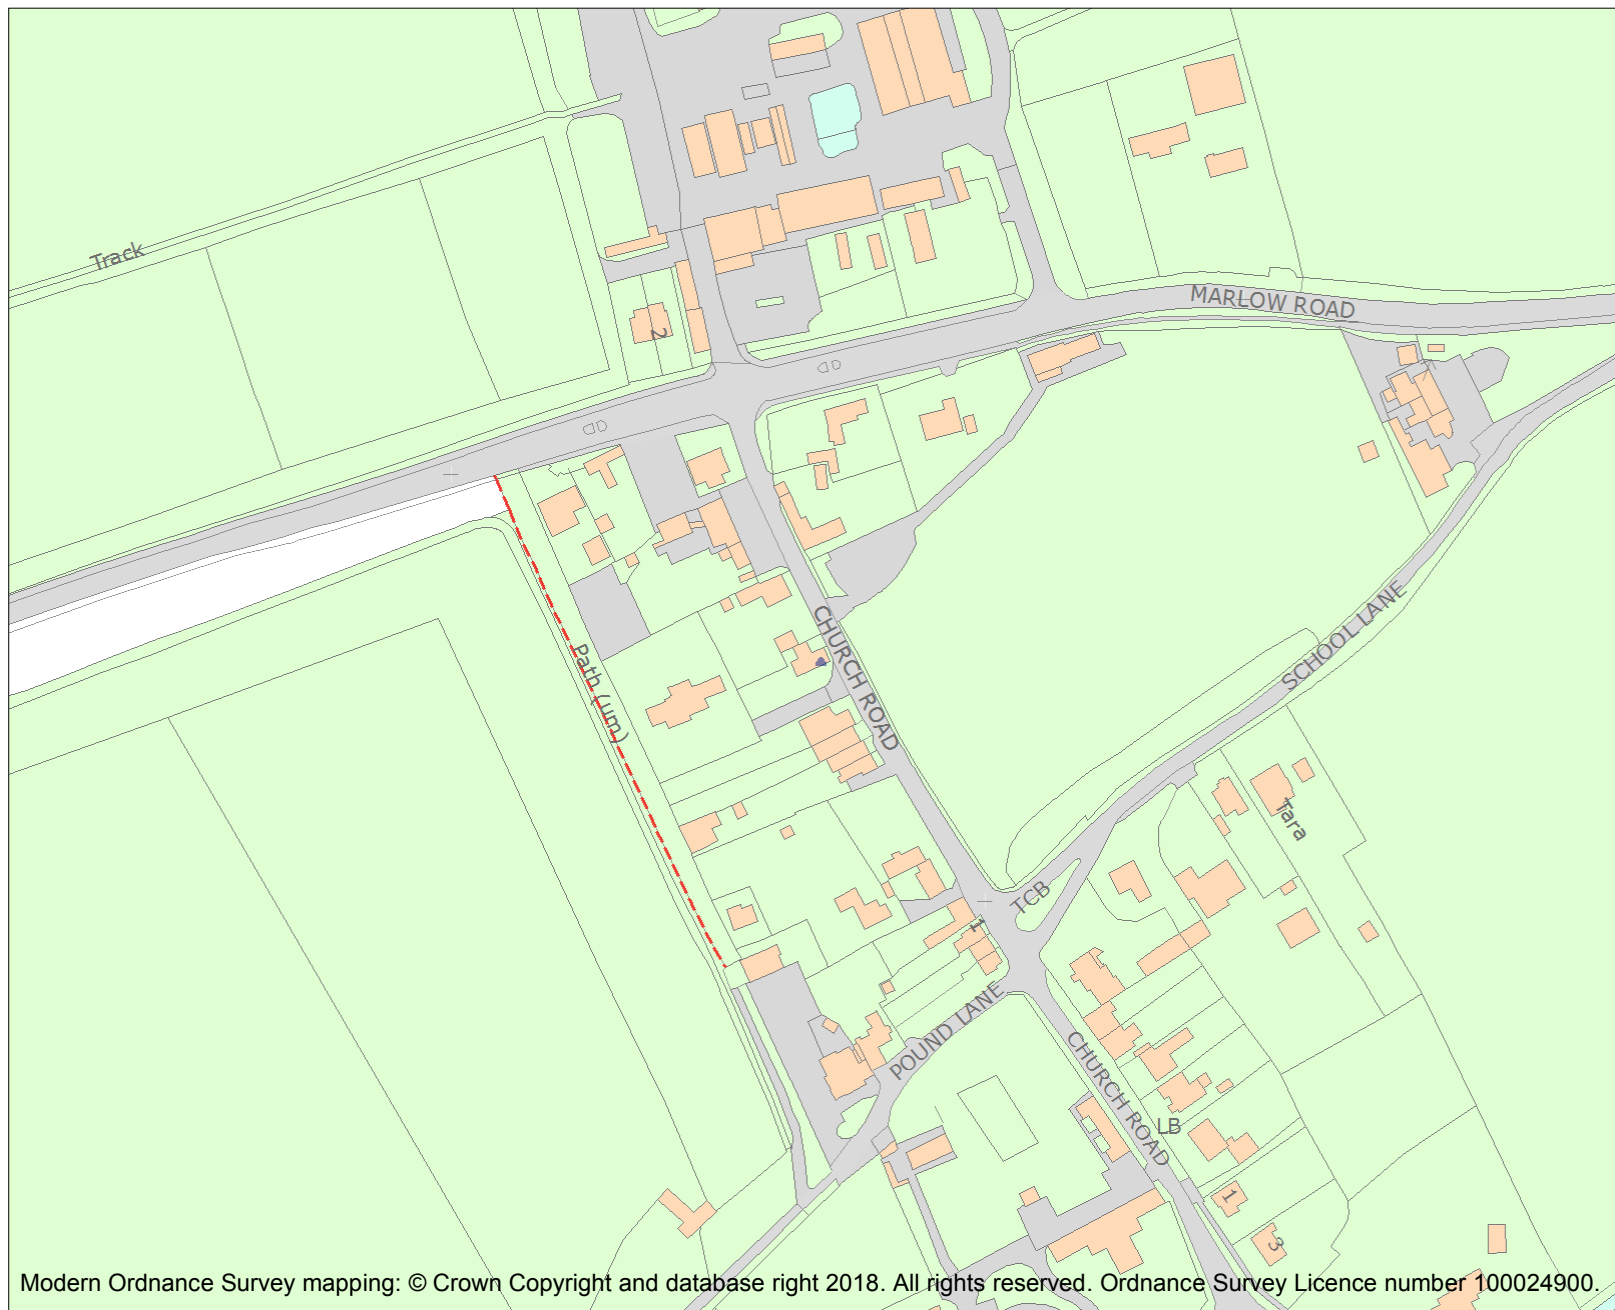 Track
2
MARLOW ROAD
Path (um)
CHURCH ROAD
SCHOOL LANE
Tara
TCB
1
POUND LANE
CHURCH ROAD
LB
1
3
Modern Ordnance Survey mapping: © Crown Copyright and database right 2018. All rights reserved. Ordnance Survey Licence number 100024900.